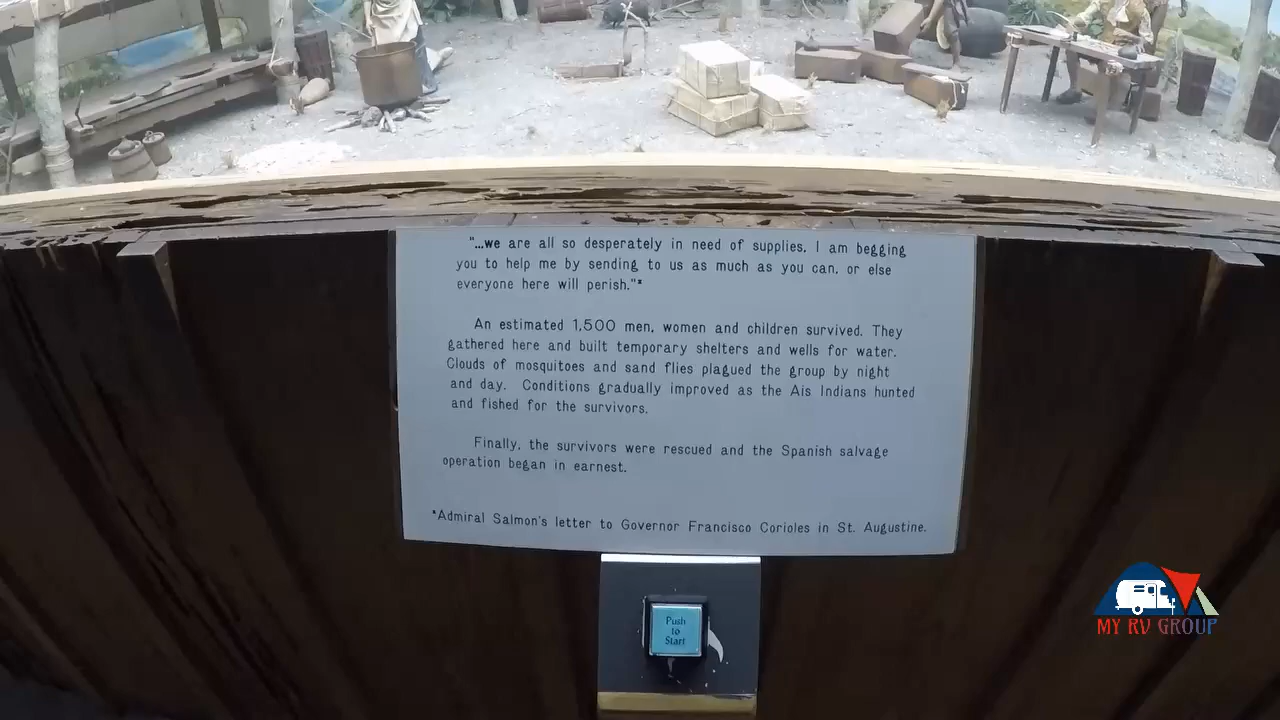 "...we are all so desperately in need of supplies. I am begging
you to help me by sending to us as much as you can, or else
everyone here will perish."*
An estimated 1,500 men, women and children survived. They
gathered here and built temporary shelters and wells for water.
Clouds of mosquitoes and sand flies plagued the group by night
and day. Conditions gradually improved as the Ais Indians hunted
and fished for the survivors.
Finally, the survivors were rescued and the Spanish salvage
operation began in earnest.
*Admiral Salmon's letter to Governor Francisco Corioles in St. Augustine.
Push
to
Start
MY RV GROUP